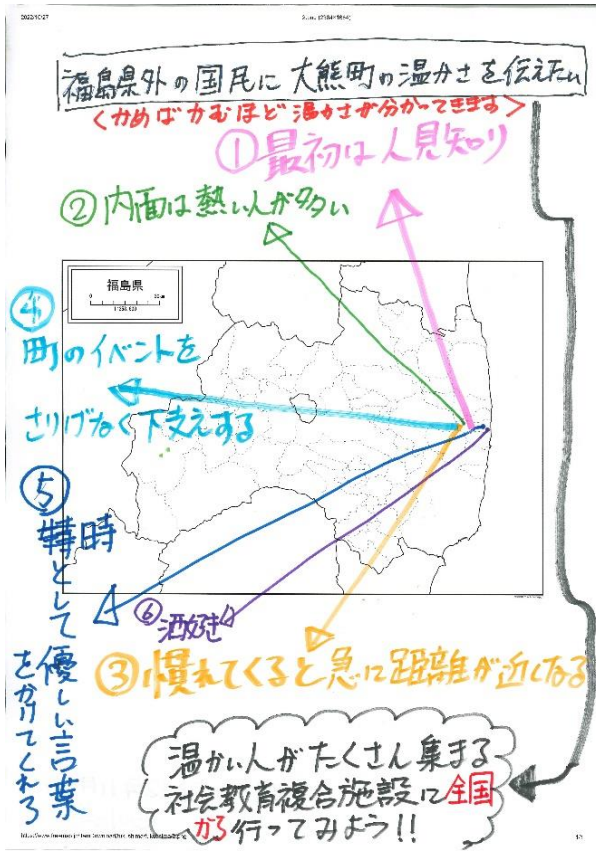 2022/10/27
福島県外の国民に大熊町の温かさを伝えたい
＜かめばかむほど温かさが分かってきます＞
①最初は人見知り
②内面は熱い人が多い
福島県
④
町のイベントを
さりげなく下支えする
⑤
時として優しい言葉
をかけてくれる
⑥酒好き
③慣れてくると急に距離が近くなる
温かい人がたくさん集まる
社会教育複合施設に全国
から行ってみよう!!
1/1